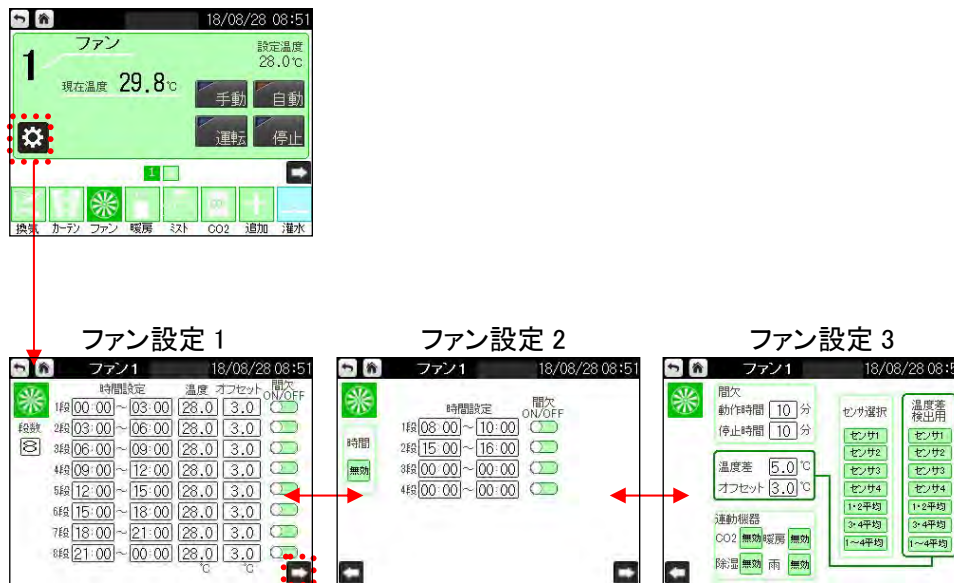 18/08/28 08:51
1 ファン 設定温度
28.0℃
現在温度 29.8℃
手動 自動
運転 停止
1
換気 カーテン ファン 暖房 ミスト CO2 追加 灌水
ファン設定 1
ファン1 18/08/28 08:51
時間設定 温度 オフセット 間欠
ON/OFF
1段 00:00～03:00 28.0 3.0
段数 2段 03:00～06:00 28.0 3.0
8 3段 06:00～09:00 28.0 3.0
4段 09:00～12:00 28.0 3.0
5段 12:00～15:00 28.0 3.0
6段 15:00～18:00 28.0 3.0
7段 18:00～21:00 28.0 3.0
8段 21:00～00:00 28.0 3.0
℃ ℃
ファン設定 2
ファン1 18/08/28 08:51
時間設定 間欠
ON/OFF
1段 08:00～10:00
時間 2段 15:00～16:00
無効 3段 00:00～00:00
4段 00:00～00:00
ファン設定 3
ファン1 18/08/28 08:5
間欠
動作時間 10 分
停止時間 10 分
温度差 5.0 ℃
オフセット 3.0 ℃
連動機器
CO2 無効 暖房 無効
除湿 無効 雨 無効
センサ選択
センサ1
センサ2
センサ3
センサ4
1・2平均
3・4平均
1～4平均
温度差
検出用
センサ1
センサ2
センサ3
センサ4
1・2平均
3・4平均
1～4平均